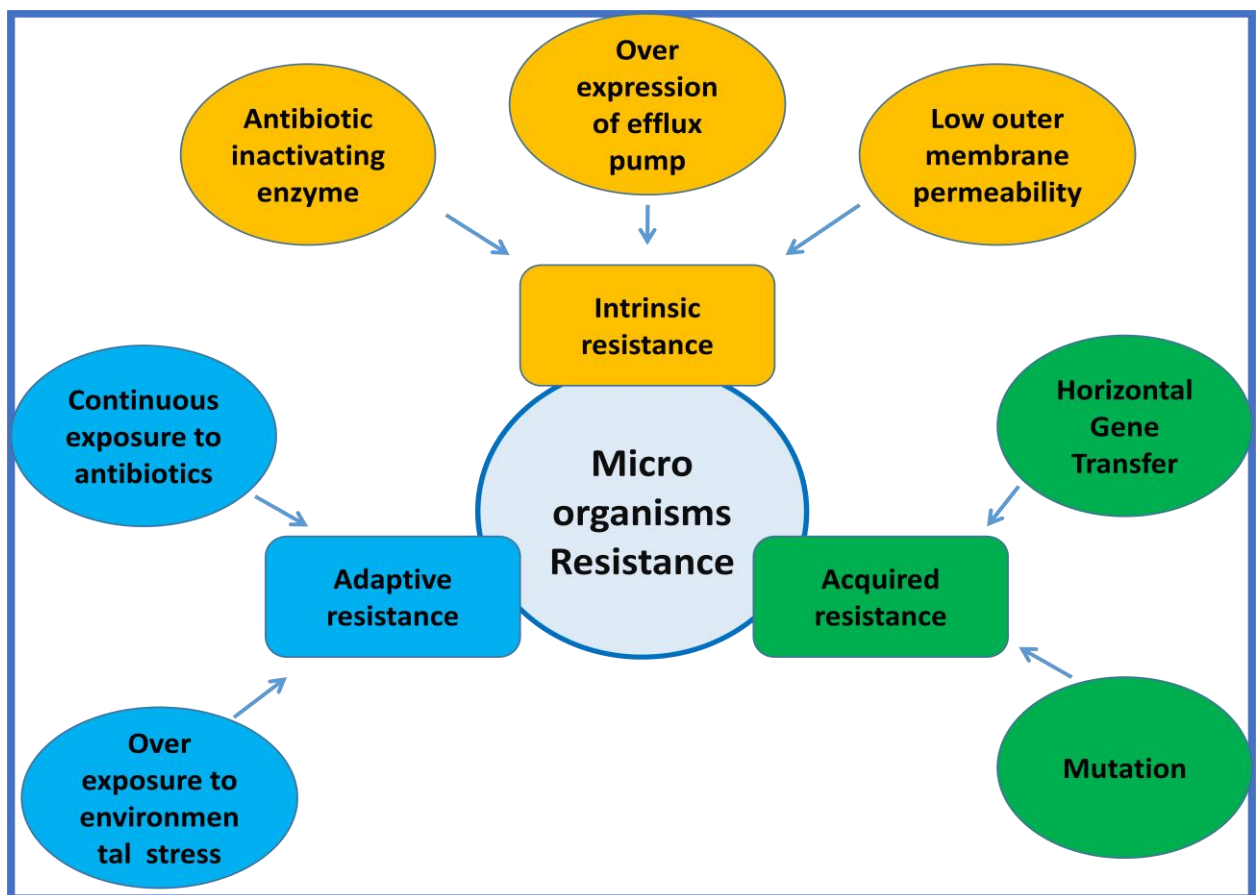 Over
expression
of efflux
pump
Antibiotic
inactivating
enzyme
Low outer
membrane
permeability
Intrinsic
resistance
Continuous
exposure to
antibiotics
Horizontal
Gene
Transfer
Micro
organisms
Resistance
Adaptive
resistance
Acquired
resistance
Over
exposure to
environmen
tal stress
Mutation